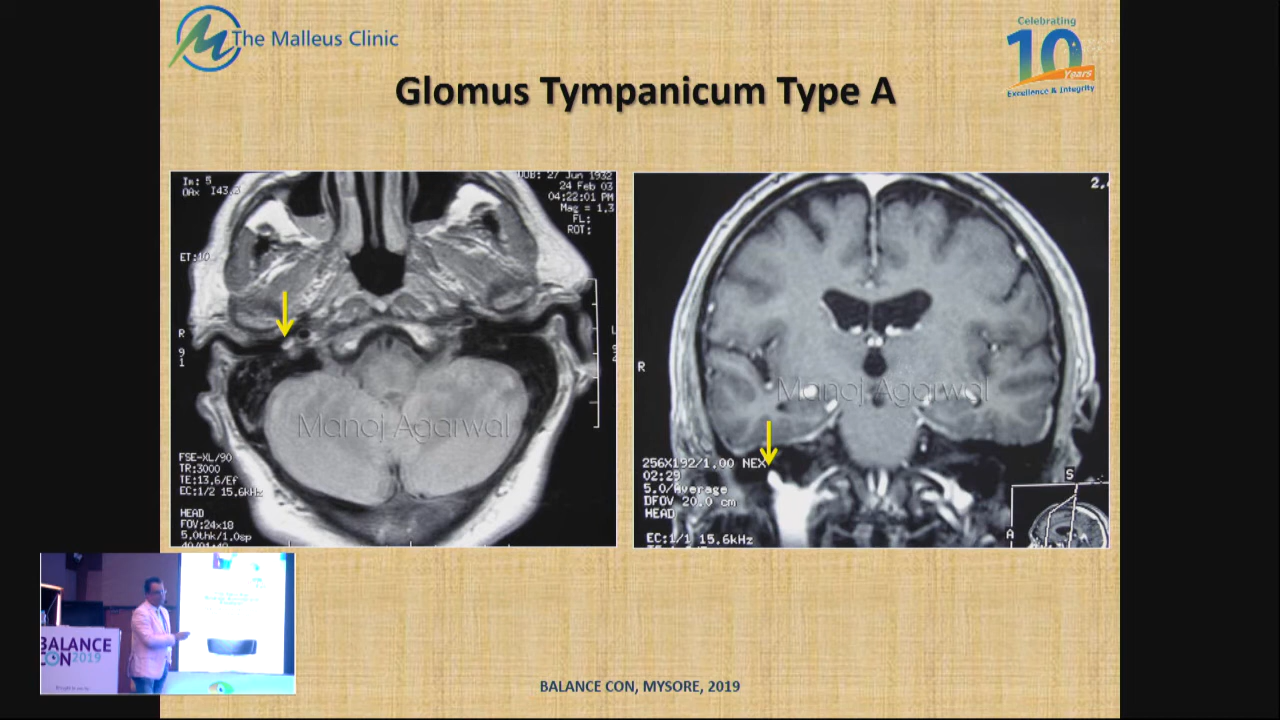 The Malleus Clinic
Celebrating
10
Years
Excellence & Integrity
Glomus Tympanicum Type A
Im: 5
OAx I43.
DOB: 27 Jun 1932
24 Feb 03
04:22:01 PM
Mag = 1.3
FL:
ROT:
ET:10
R
Manoj Agarwal
FSE-XL/90
TR:3000
TE:13.6/Ef
EC:1/2 15.6kHz
HEAD
FOV:24x18
5.0thk/1.0sp
R
Manoj Agarwal
256X192/1.00 NEX
02:29
5.0/Average
DFOV 20.0 cm
HEAD
EC:1/1 15.6kHz
S
A
BALANCE
CON 2019
BALANCE CON, MYSORE, 2019